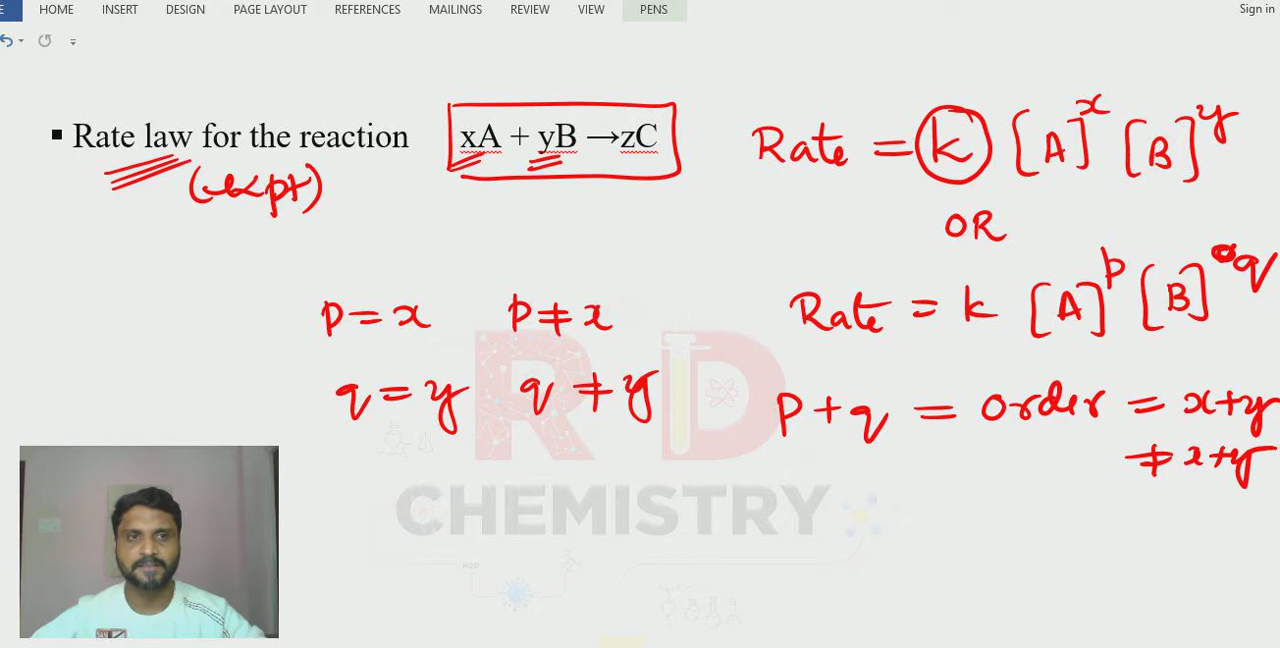 E HOME INSERT DESIGN PAGE LAYOUT REFERENCES MAILINGS REVIEW VIEW PENS Sign in
▪ Rate law for the reaction xA + yB →zC
Rate = k [A]^x [B]^y
OR
Rate = k [A]^p [B]^q
p = x p ≠ x
q = y q ≠ y
p + q = order = x+y
≠ x+y
RD
CHEMISTRY